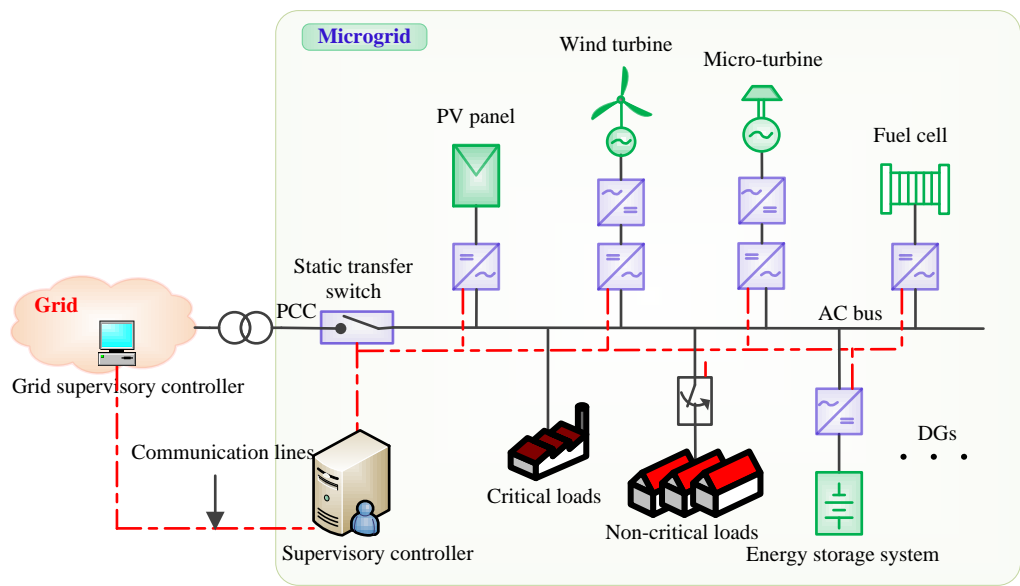 Microgrid
Wind turbine
Micro-turbine
PV panel
Fuel cell
Static transfer
switch
Grid
PCC
AC bus
Grid supervisory controller
Communication lines
DGs
Critical loads
Non-critical loads
Supervisory controller
Energy storage system